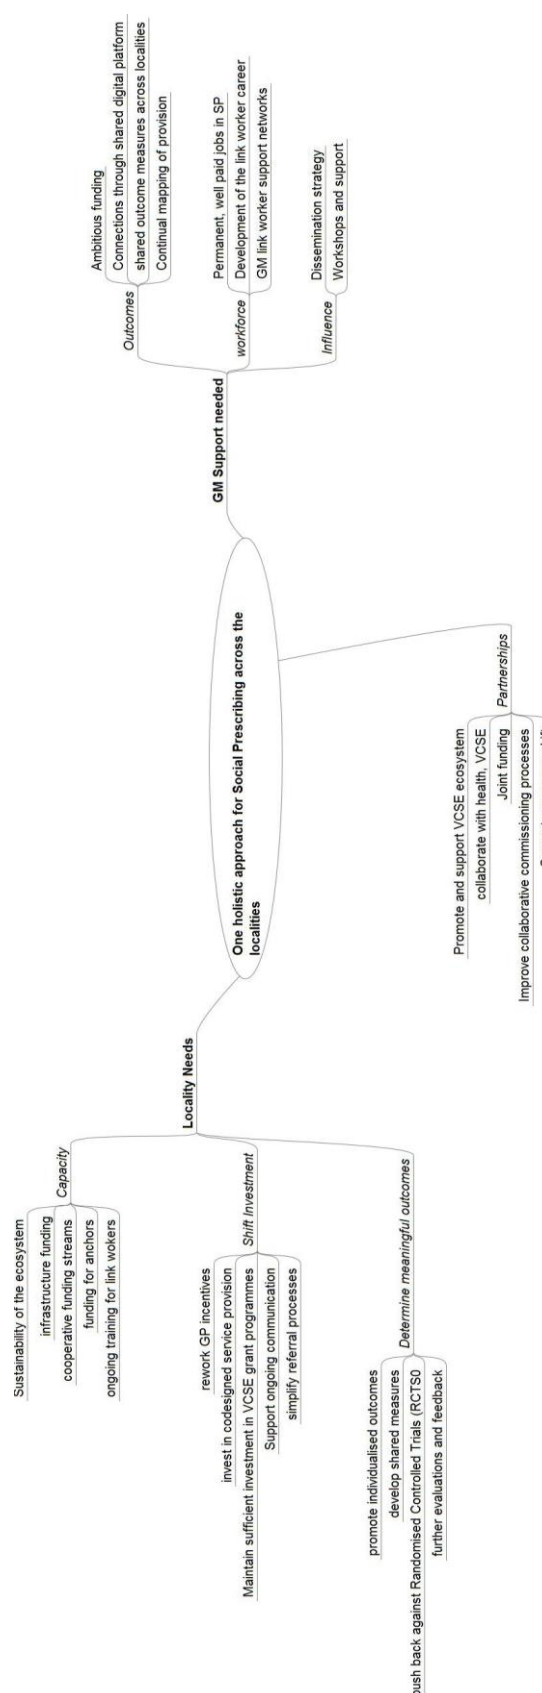 One holistic approach for Social Prescribing across the
localities
Locality Needs
Capacity
Sustainability of the ecosystem
infrastructure funding
cooperative funding streams
funding for anchors
ongoing training for link wokers
Shift Investment
rework GP incentives
invest in codesigned service provision
Maintain sufficient investment in VCSE grant programmes
Support ongoing communication
simplify referral processes
Determine meaningful outcomes
promote individualised outcomes
develop shared measures
push back against Randomised Controlled Trials (RCTS0
further evaluations and feedback
GM Support needed
Outcomes
Ambitious funding
Connections through shared digital platform
shared outcome measures across localities
Continual mapping of provision
workforce
Permanent, well paid jobs in SP
Development of the link worker career
GM link worker support networks
Influence
Dissemination strategy
Workshops and support
Partnerships
Promote and support VCSE ecosystem
collaborate with health, VCSE
Joint funding
Improve collaborative commissioning processes